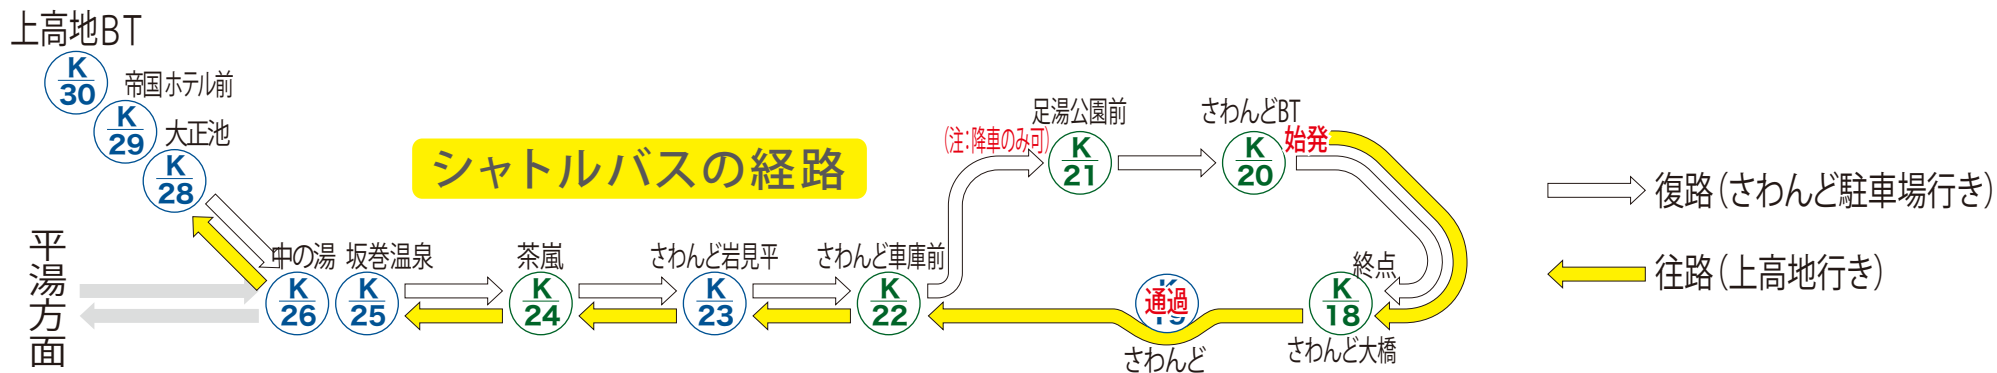 上高地BT
K
30
帝国ホテル前
K
29
大正池
K
28
シャトルバスの経路
平湯方面
中の湯
K
26
坂巻温泉
K
25
茶嵐
K
24
さわんど岩見平
K
23
さわんど車庫前
K
22
(注:降車のみ可)
足湯公園前
K
21
さわんどBT
K
20
始発
通過
さわんど
終点
K
18
さわんど大橋
復路(さわんど駐車場行き)
往路(上高地行き)